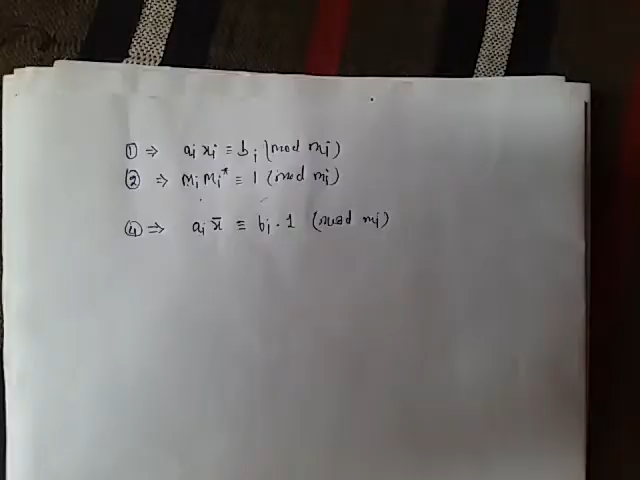 ① ⇒ aᵢ xᵢ ≡ bᵢ (mod mᵢ)
② ⇒ Mᵢ Mᵢ* ≡ 1 (mod mᵢ)
④ ⇒ aᵢ x̄ ≡ bᵢ . 1 (mod mᵢ)